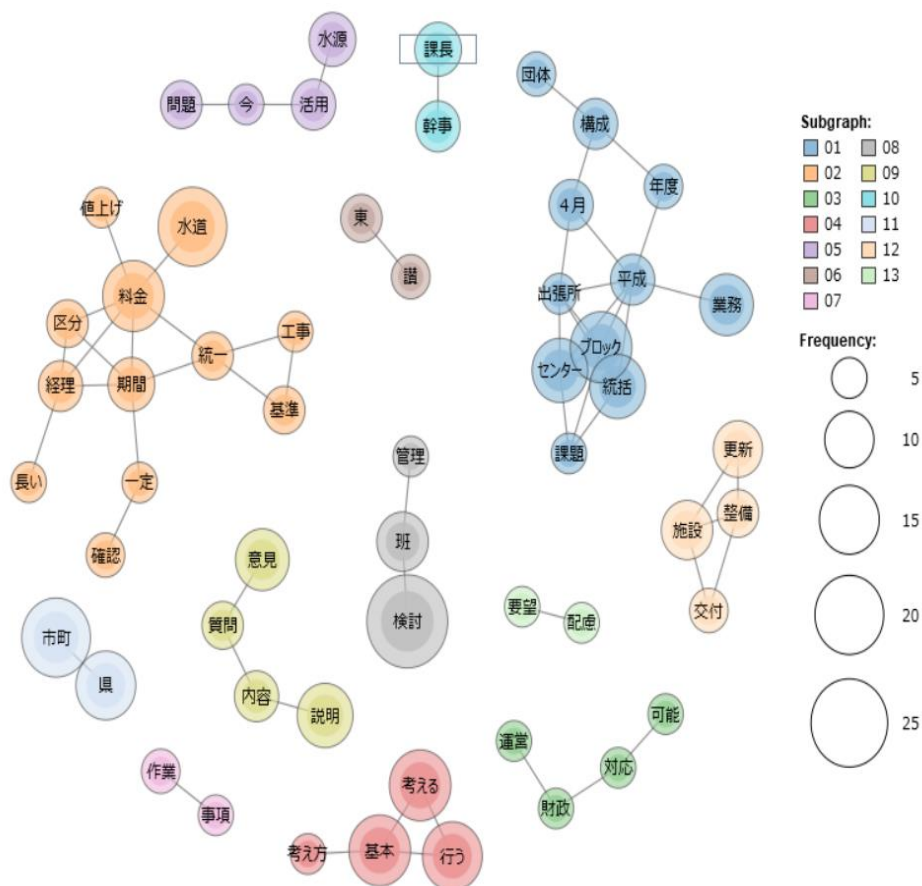 水源
問題
今
活用
課長
幹事
団体
構成
年度
4月
平成
出張所
業務
ブロック
センター
統括
課題
値上げ
水道
料金
区分
統一
工事
経理
期間
基準
長い
一定
確認
東
讃
管理
班
検討
更新
整備
施設
交付
市町
県
意見
質問
内容
説明
要望
配慮
作業
事項
考える
考え方
基本
行う
運営
可能
対応
財政
Subgraph:
01 08
02 09
03 10
04 11
05 12
06 13
07
Frequency:
5
10
15
20
25